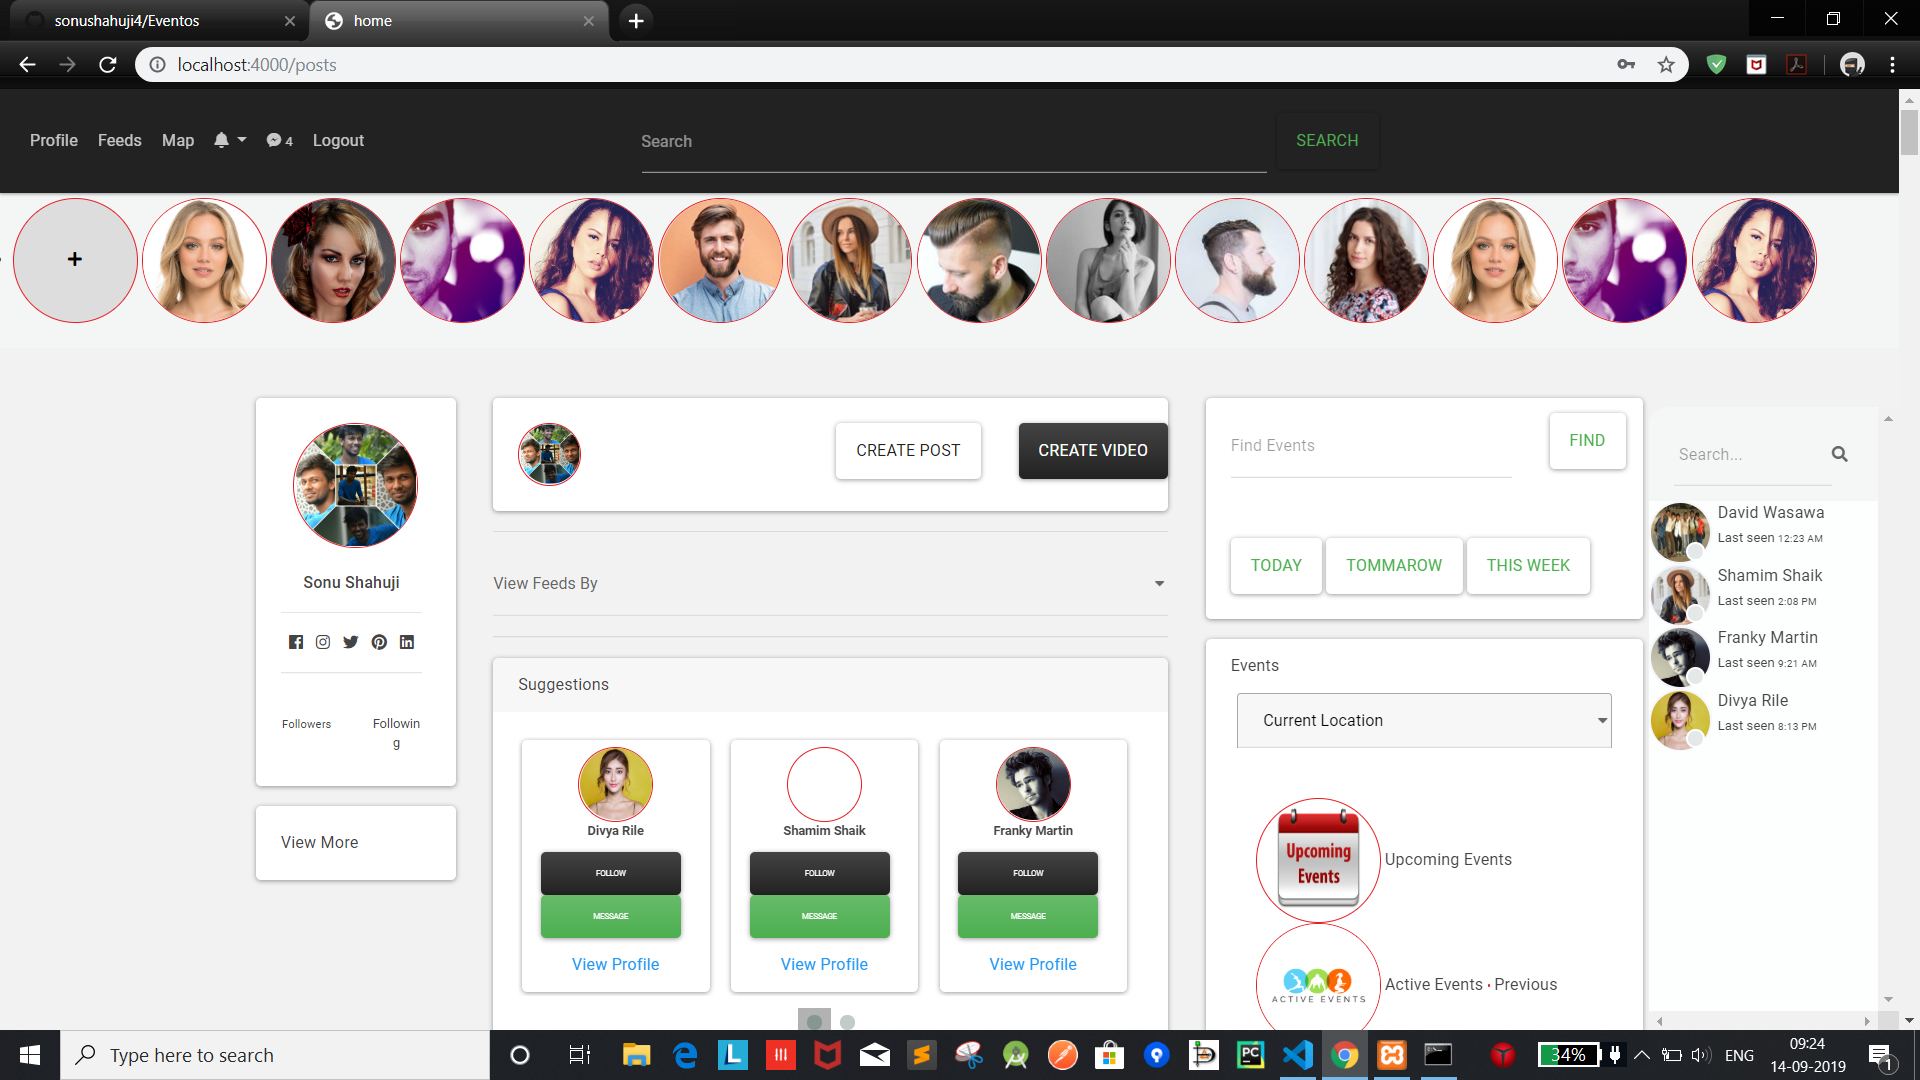 sonushahuji4/Eventos
home
localhost:4000/posts
Profile
Feeds
Map
4
Logout
Search
SEARCH
Sonu Shahuji
Followers
Followin
g
View More
CREATE POST
CREATE VIDEO
View Feeds By
Suggestions
Divya Rile
FOLLOW
MESSAGE
View Profile
Shamim Shaik
FOLLOW
MESSAGE
View Profile
Franky Martin
FOLLOW
MESSAGE
View Profile
Find Events
FIND
TODAY
TOMMAROW
THIS WEEK
Events
Current Location
Upcoming
Events
Upcoming Events
ACTIVE EVENTS
Active Events • Previous
Search...
David Wasawa
Last seen 12:23 AM
Shamim Shaik
Last seen 2:08 PM
Franky Martin
Last seen 9:21 AM
Divya Rile
Last seen 8:13 PM
Type here to search
34%
ENG
09:24
14-09-2019
1